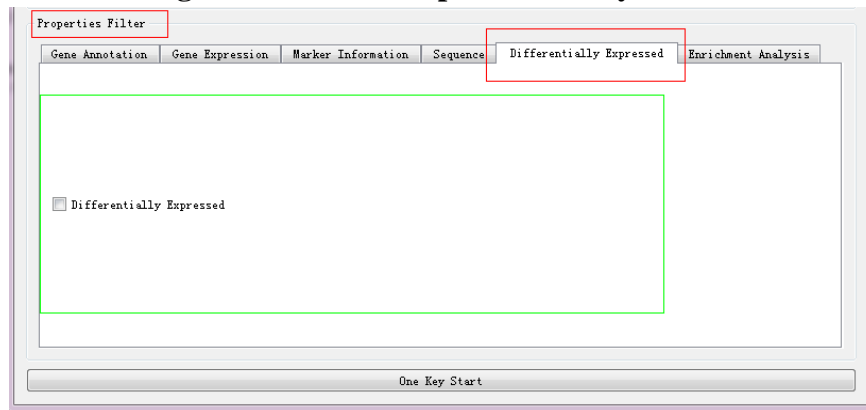 Properties Filter
Gene Annotation Gene Expression Marker Information Sequence Differentially Expressed Enrichment Analysis
Differentially Expressed
One Key Start